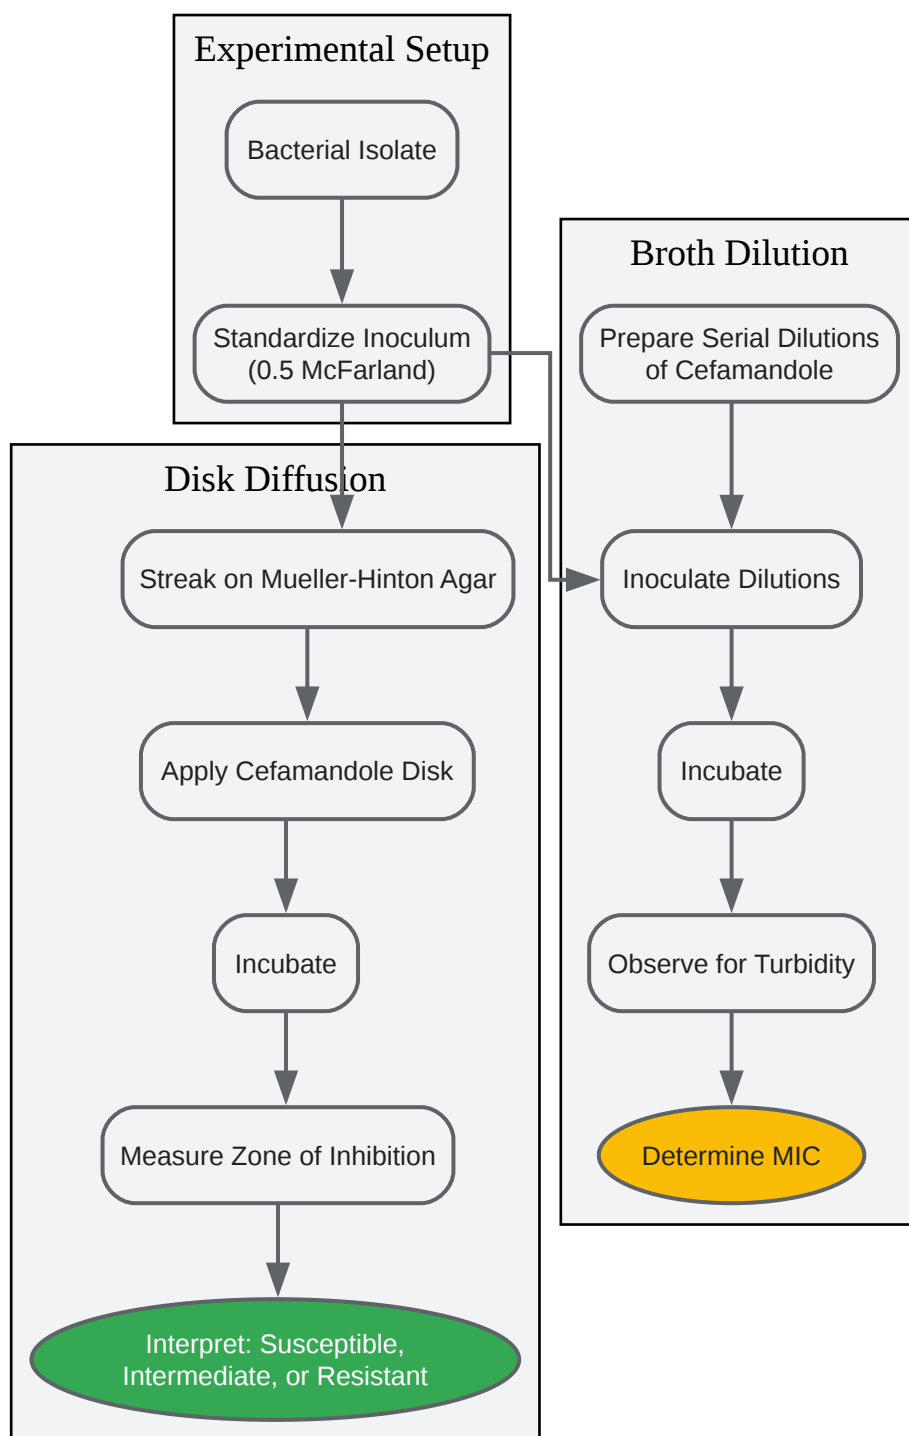 Experimental Setup
Bacterial Isolate
Standardize Inoculum
(0.5 McFarland)
Disk Diffusion
Streak on Mueller-Hinton Agar
Apply Cefamandole Disk
Incubate
Measure Zone of Inhibition
Interpret: Susceptible,
Intermediate, or Resistant
Broth Dilution
Prepare Serial Dilutions
of Cefamandole
Inoculate Dilutions
Incubate
Observe for Turbidity
Determine MIC